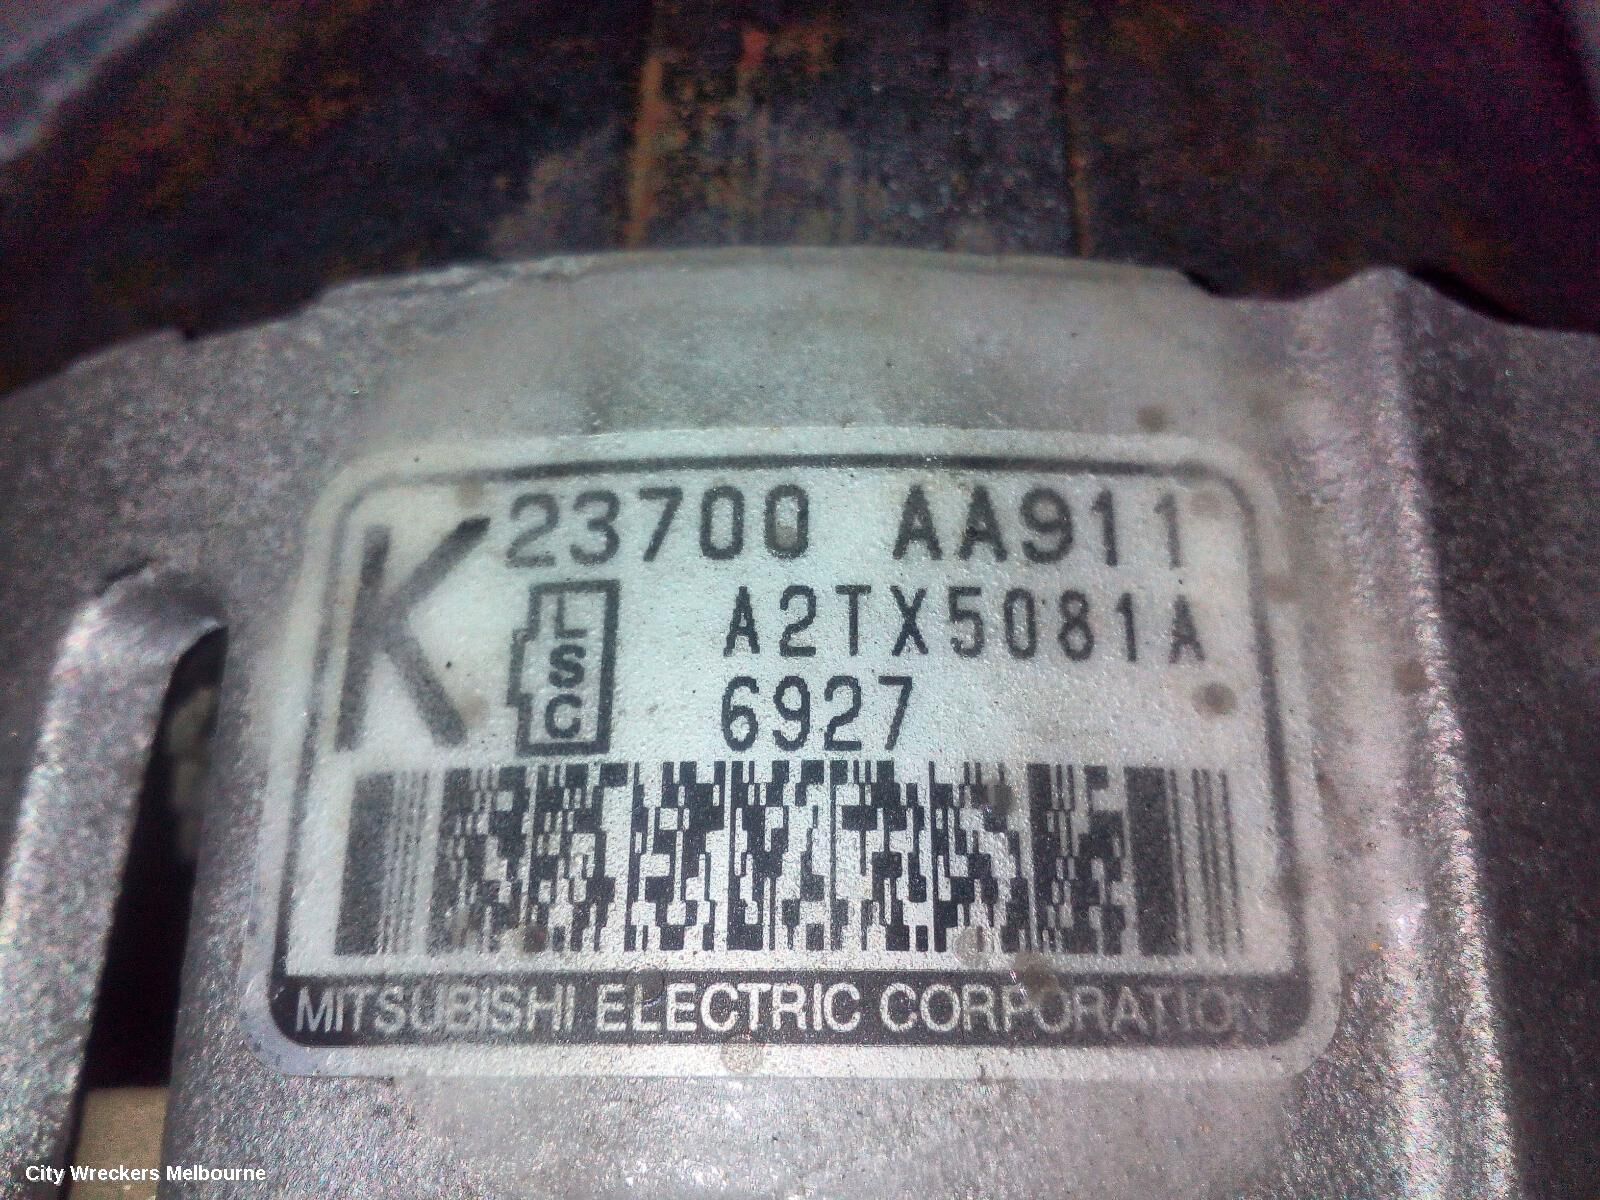 K 23700 AA911
LSC A2TX5081A
6927
MITSUBISHI ELECTRIC CORPORATION
City Wreckers Melbourne